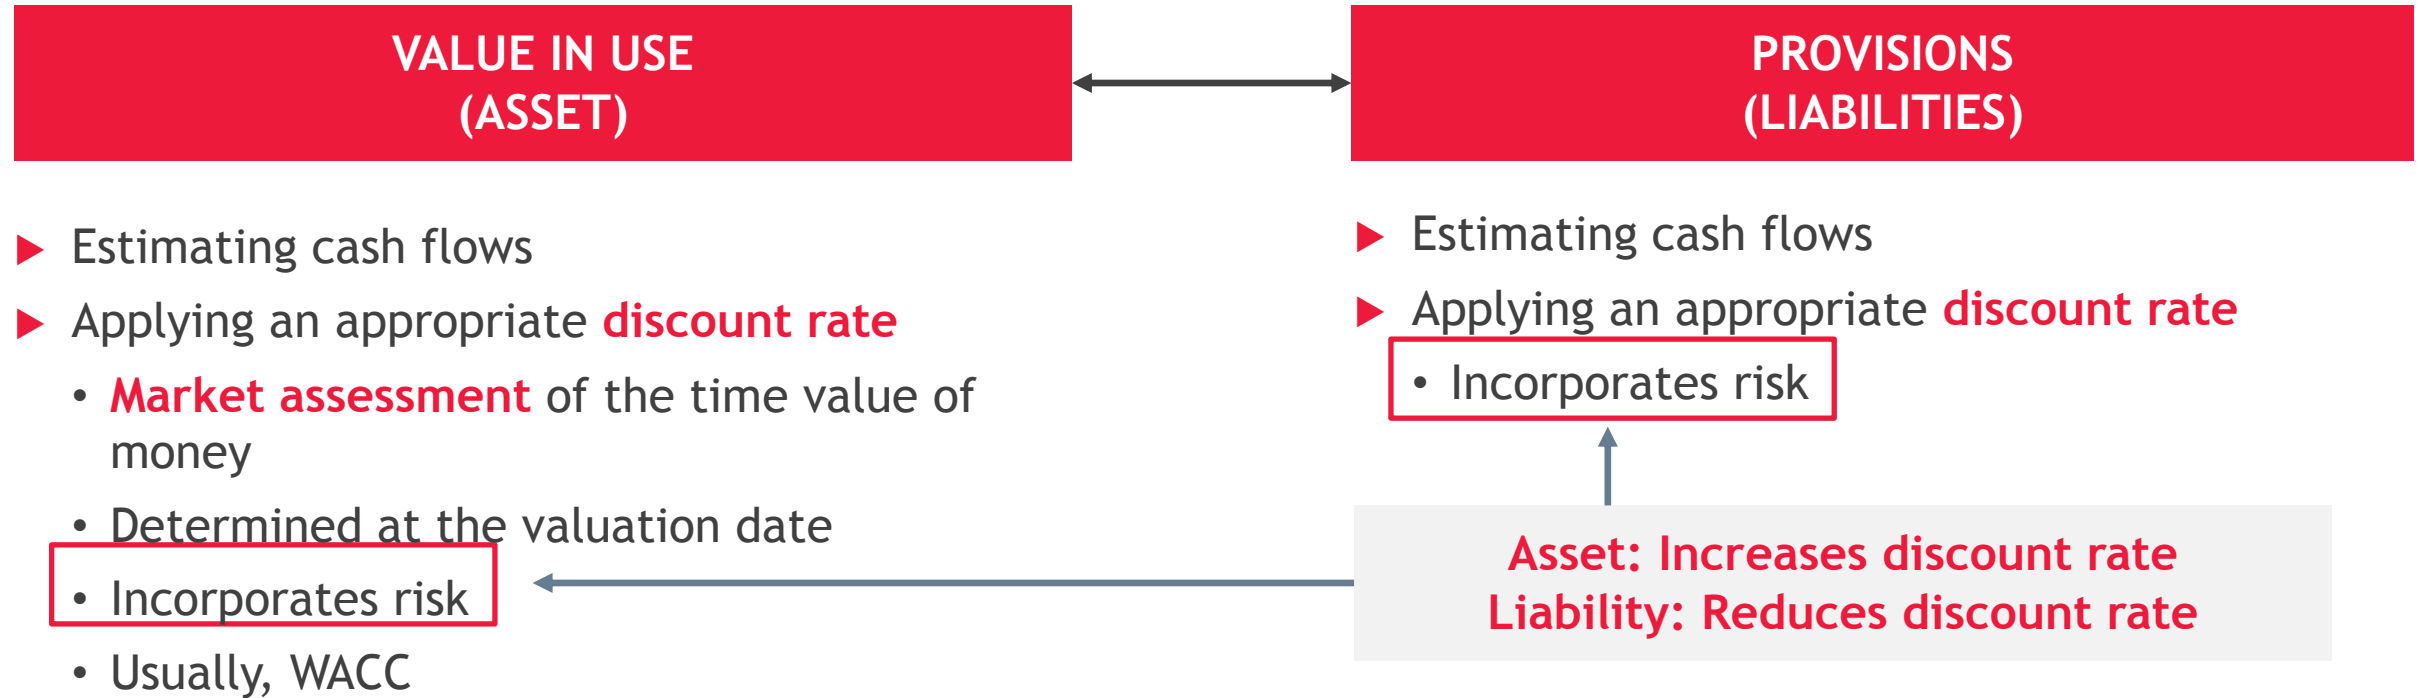 VALUE IN USE
(ASSET)
▶ Estimating cash flows
▶ Applying an appropriate discount rate
• Market assessment of the time value of
money
• Determined at the valuation date
• Incorporates risk
• Usually, WACC
PROVISIONS
(LIABILITIES)
▶ Estimating cash flows
▶ Applying an appropriate discount rate
• Incorporates risk
Asset: Increases discount rate
Liability: Reduces discount rate